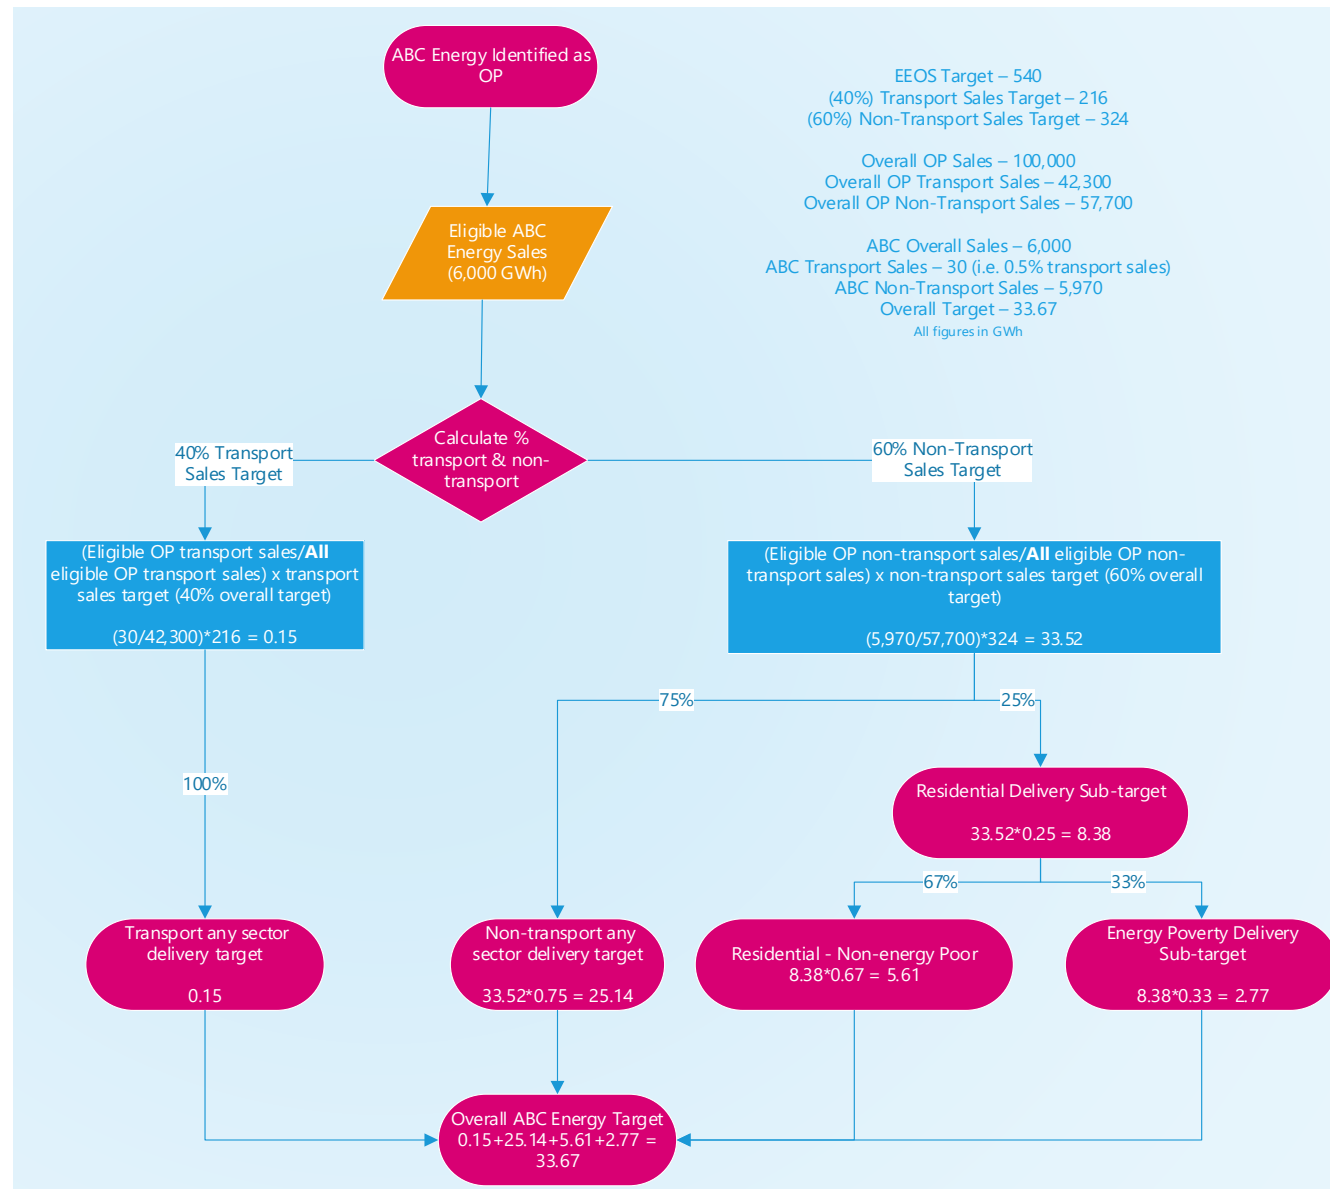 ABC Energy Identified as
OP
EEOS Target – 540
(40%) Transport Sales Target – 216
(60%) Non-Transport Sales Target – 324
Overall OP Sales – 100,000
Overall OP Transport Sales – 42,300
Overall OP Non-Transport Sales – 57,700
ABC Overall Sales – 6,000
ABC Transport Sales – 30 (i.e. 0.5% transport sales)
ABC Non-Transport Sales – 5,970
Overall Target – 33.67
All figures in GWh
Eligible ABC
Energy Sales
(6,000 GWh)
Calculate %
transport & non-
transport
40% Transport
Sales Target
60% Non-Transport
Sales Target
(Eligible OP transport sales/All
eligible OP transport sales) x transport
sales target (40% overall target)
(30/42,300)*216 = 0.15
(Eligible OP non-transport sales/All eligible OP non-
transport sales) x non-transport sales target (60% overall
target)
(5,970/57,700)*324 = 33.52
75%
25%
100%
Residential Delivery Sub-target
33.52*0.25 = 8.38
67%
33%
Transport any sector
delivery target
0.15
Non-transport any
sector delivery target
33.52*0.75 = 25.14
Residential - Non-energy Poor
8.38*0.67 = 5.61
Energy Poverty Delivery
Sub-target
8.38*0.33 = 2.77
Overall ABC Energy Target
0.15+25.14+5.61+2.77 =
33.67